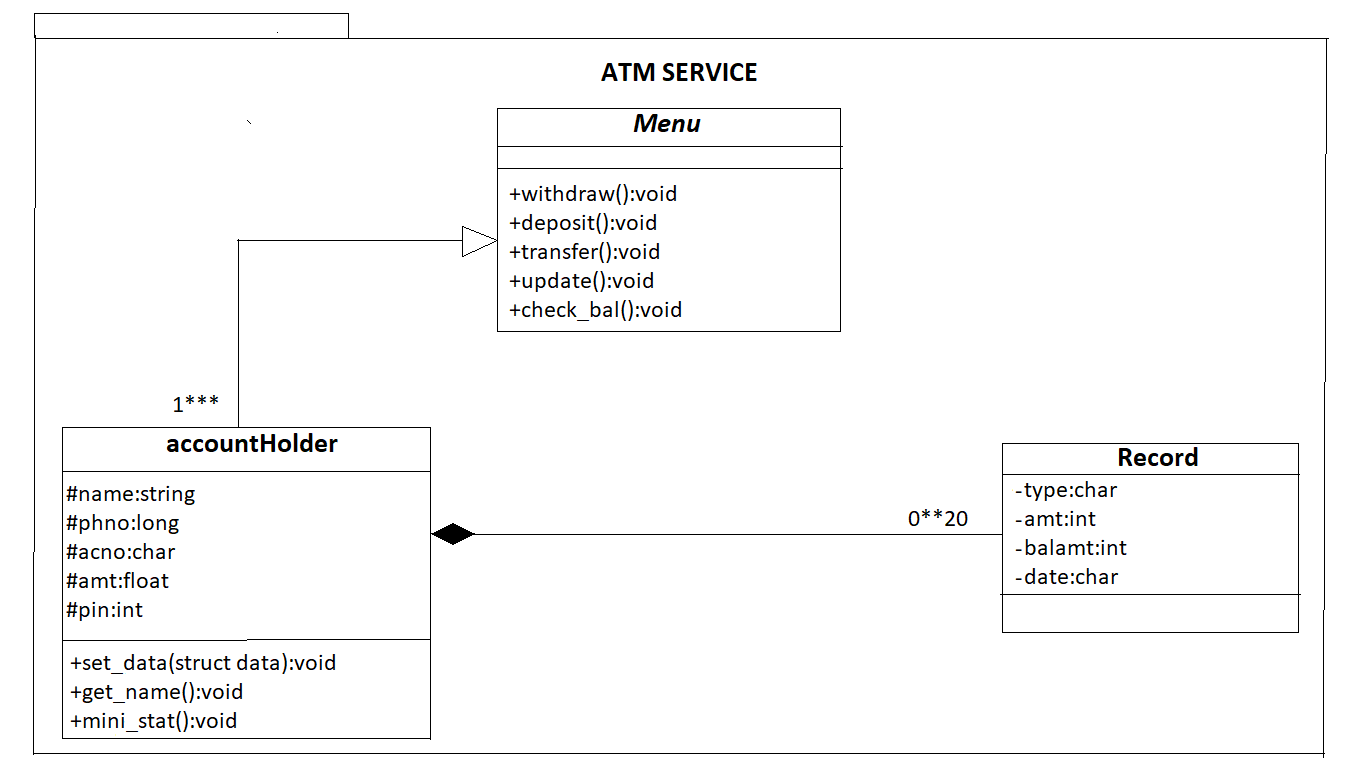 ATM SERVICE
Menu
+withdraw():void
+deposit():void
+transfer():void
+update():void
+check_bal():void
1***
accountHolder
#name:string
#phno:long
#acno:char
#amt:float
#pin:int
+set_data(struct data):void
+get_name():void
+mini_stat():void
0**20
Record
-type:char
-amt:int
-balamt:int
-date:char